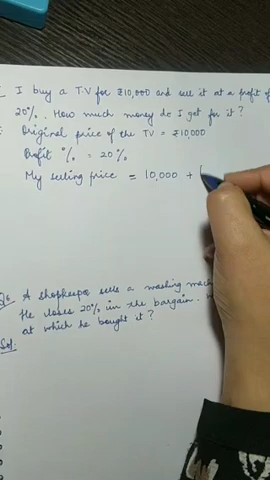 I buy a T.V for ₹10,000 and sell it at a profit of
20%. How much money do I get for it?
Original price of the TV = ₹10,000
Profit % = 20%
My selling price = 10,000 + (
Q6 A shopkeeper sells a washing mach
He loses 20% in the bargain.
at which he bought it?
Sol: